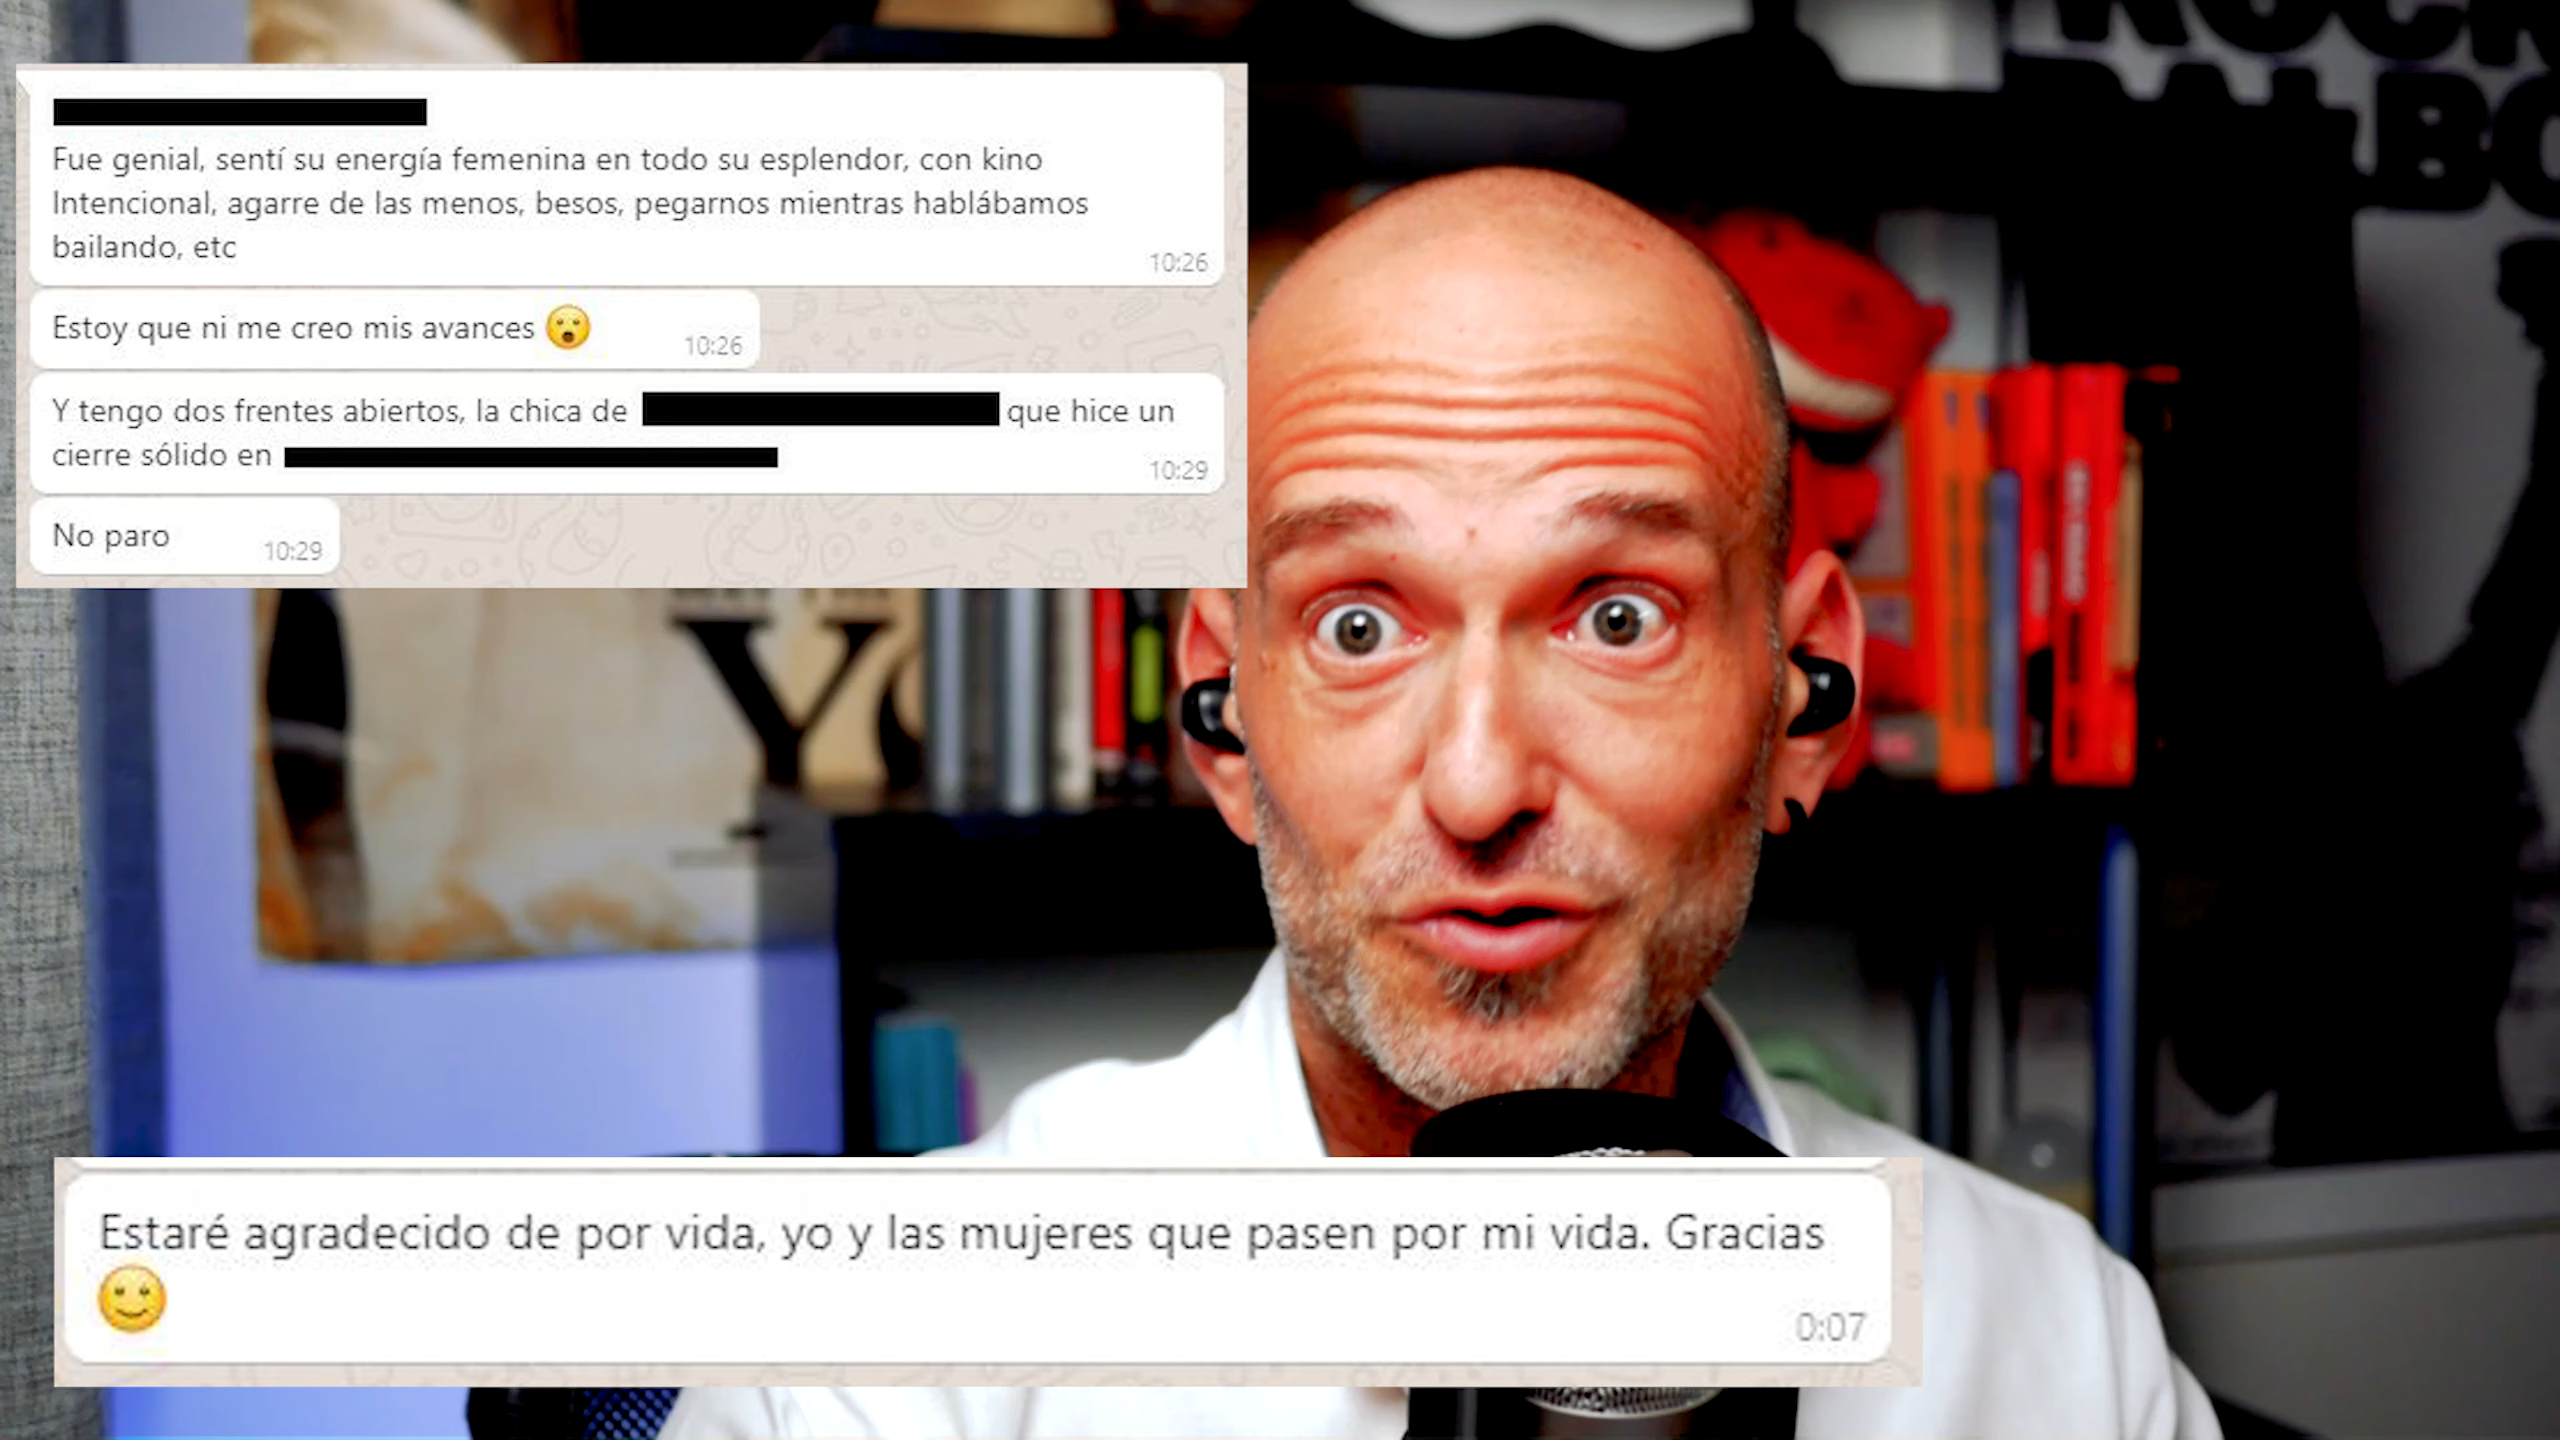 ROCK
BALBO
Fue genial, sentí su energía femenina en todo su esplendor, con kino
Intencional, agarre de las menos, besos, pegarnos mientras hablábamos
bailando, etc
10:26
Estoy que ni me creo mis avances 😮
10:26
Y tengo dos frentes abiertos, la chica de
que hice un
cierre sólido en
10:29
No paro
10:29
Estaré agradecido de por vida, yo y las mujeres que pasen por mi vida. Gracias
🙂
0:07